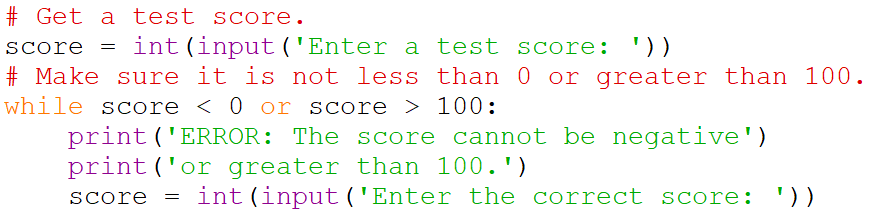 # Get a test score.
score = int(input('Enter a test score: '))
# Make sure it is not less than 0 or greater than 100.
while score < 0 or score > 100:
    print('ERROR: The score cannot be negative')
    print('or greater than 100.')
    score = int(input('Enter the correct score: '))